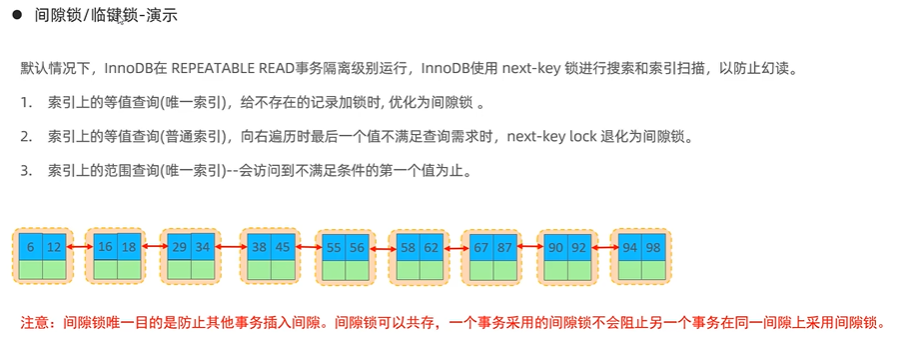 ● 间隙锁/临键锁-演示
默认情况下，InnoDB在 REPEATABLE READ事务隔离级别运行，InnoDB使用 next-key 锁进行搜索和索引扫描，以防止幻读。
1. 索引上的等值查询(唯一索引)，给不存在的记录加锁时, 优化为间隙锁 。
2. 索引上的等值查询(普通索引)，向右遍历时最后一个值不满足查询需求时，next-key lock 退化为间隙锁。
3. 索引上的范围查询(唯一索引)--会访问到不满足条件的第一个值为止。
6 12 16 18 29 34 38 45 55 56 58 62 67 87 90 92 94 98
注意：间隙锁唯一目的是防止其他事务插入间隙。间隙锁可以共存，一个事务采用的间隙锁不会阻止另一个事务在同一间隙上采用间隙锁。